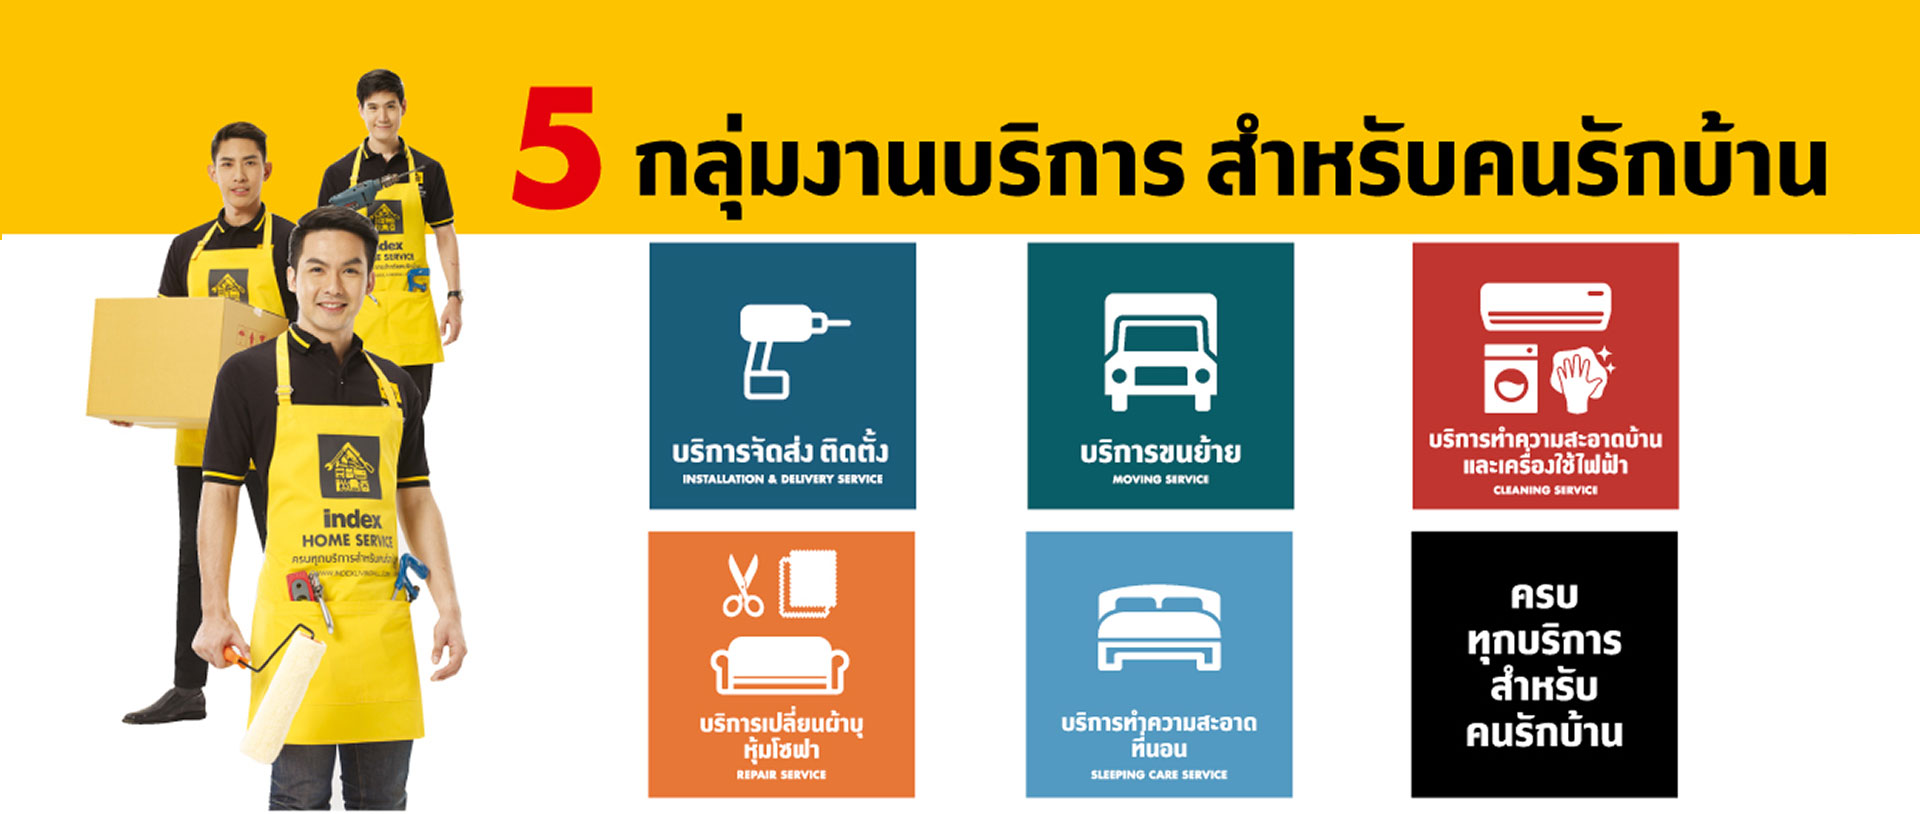 5 กลุ่มงานบริการ สำหรับคนรักบ้าน
บริการจัดส่ง ติดตั้ง
INSTALLATION & DELIVERY SERVICE
บริการขนย้าย
MOVING SERVICE
บริการทำความสะอาดบ้าน
และเครื่องใช้ไฟฟ้า
CLEANING SERVICE
บริการเปลี่ยนผ้าบุ
หุ้มโซฟา
REPAIR SERVICE
บริการทำความสะอาด
ที่นอน
SLEEPING CARE SERVICE
ครบ
ทุกบริการ
สำหรับ
คนรักบ้าน
index
HOME SERVICE
ครบทุกบริการสำหรับ